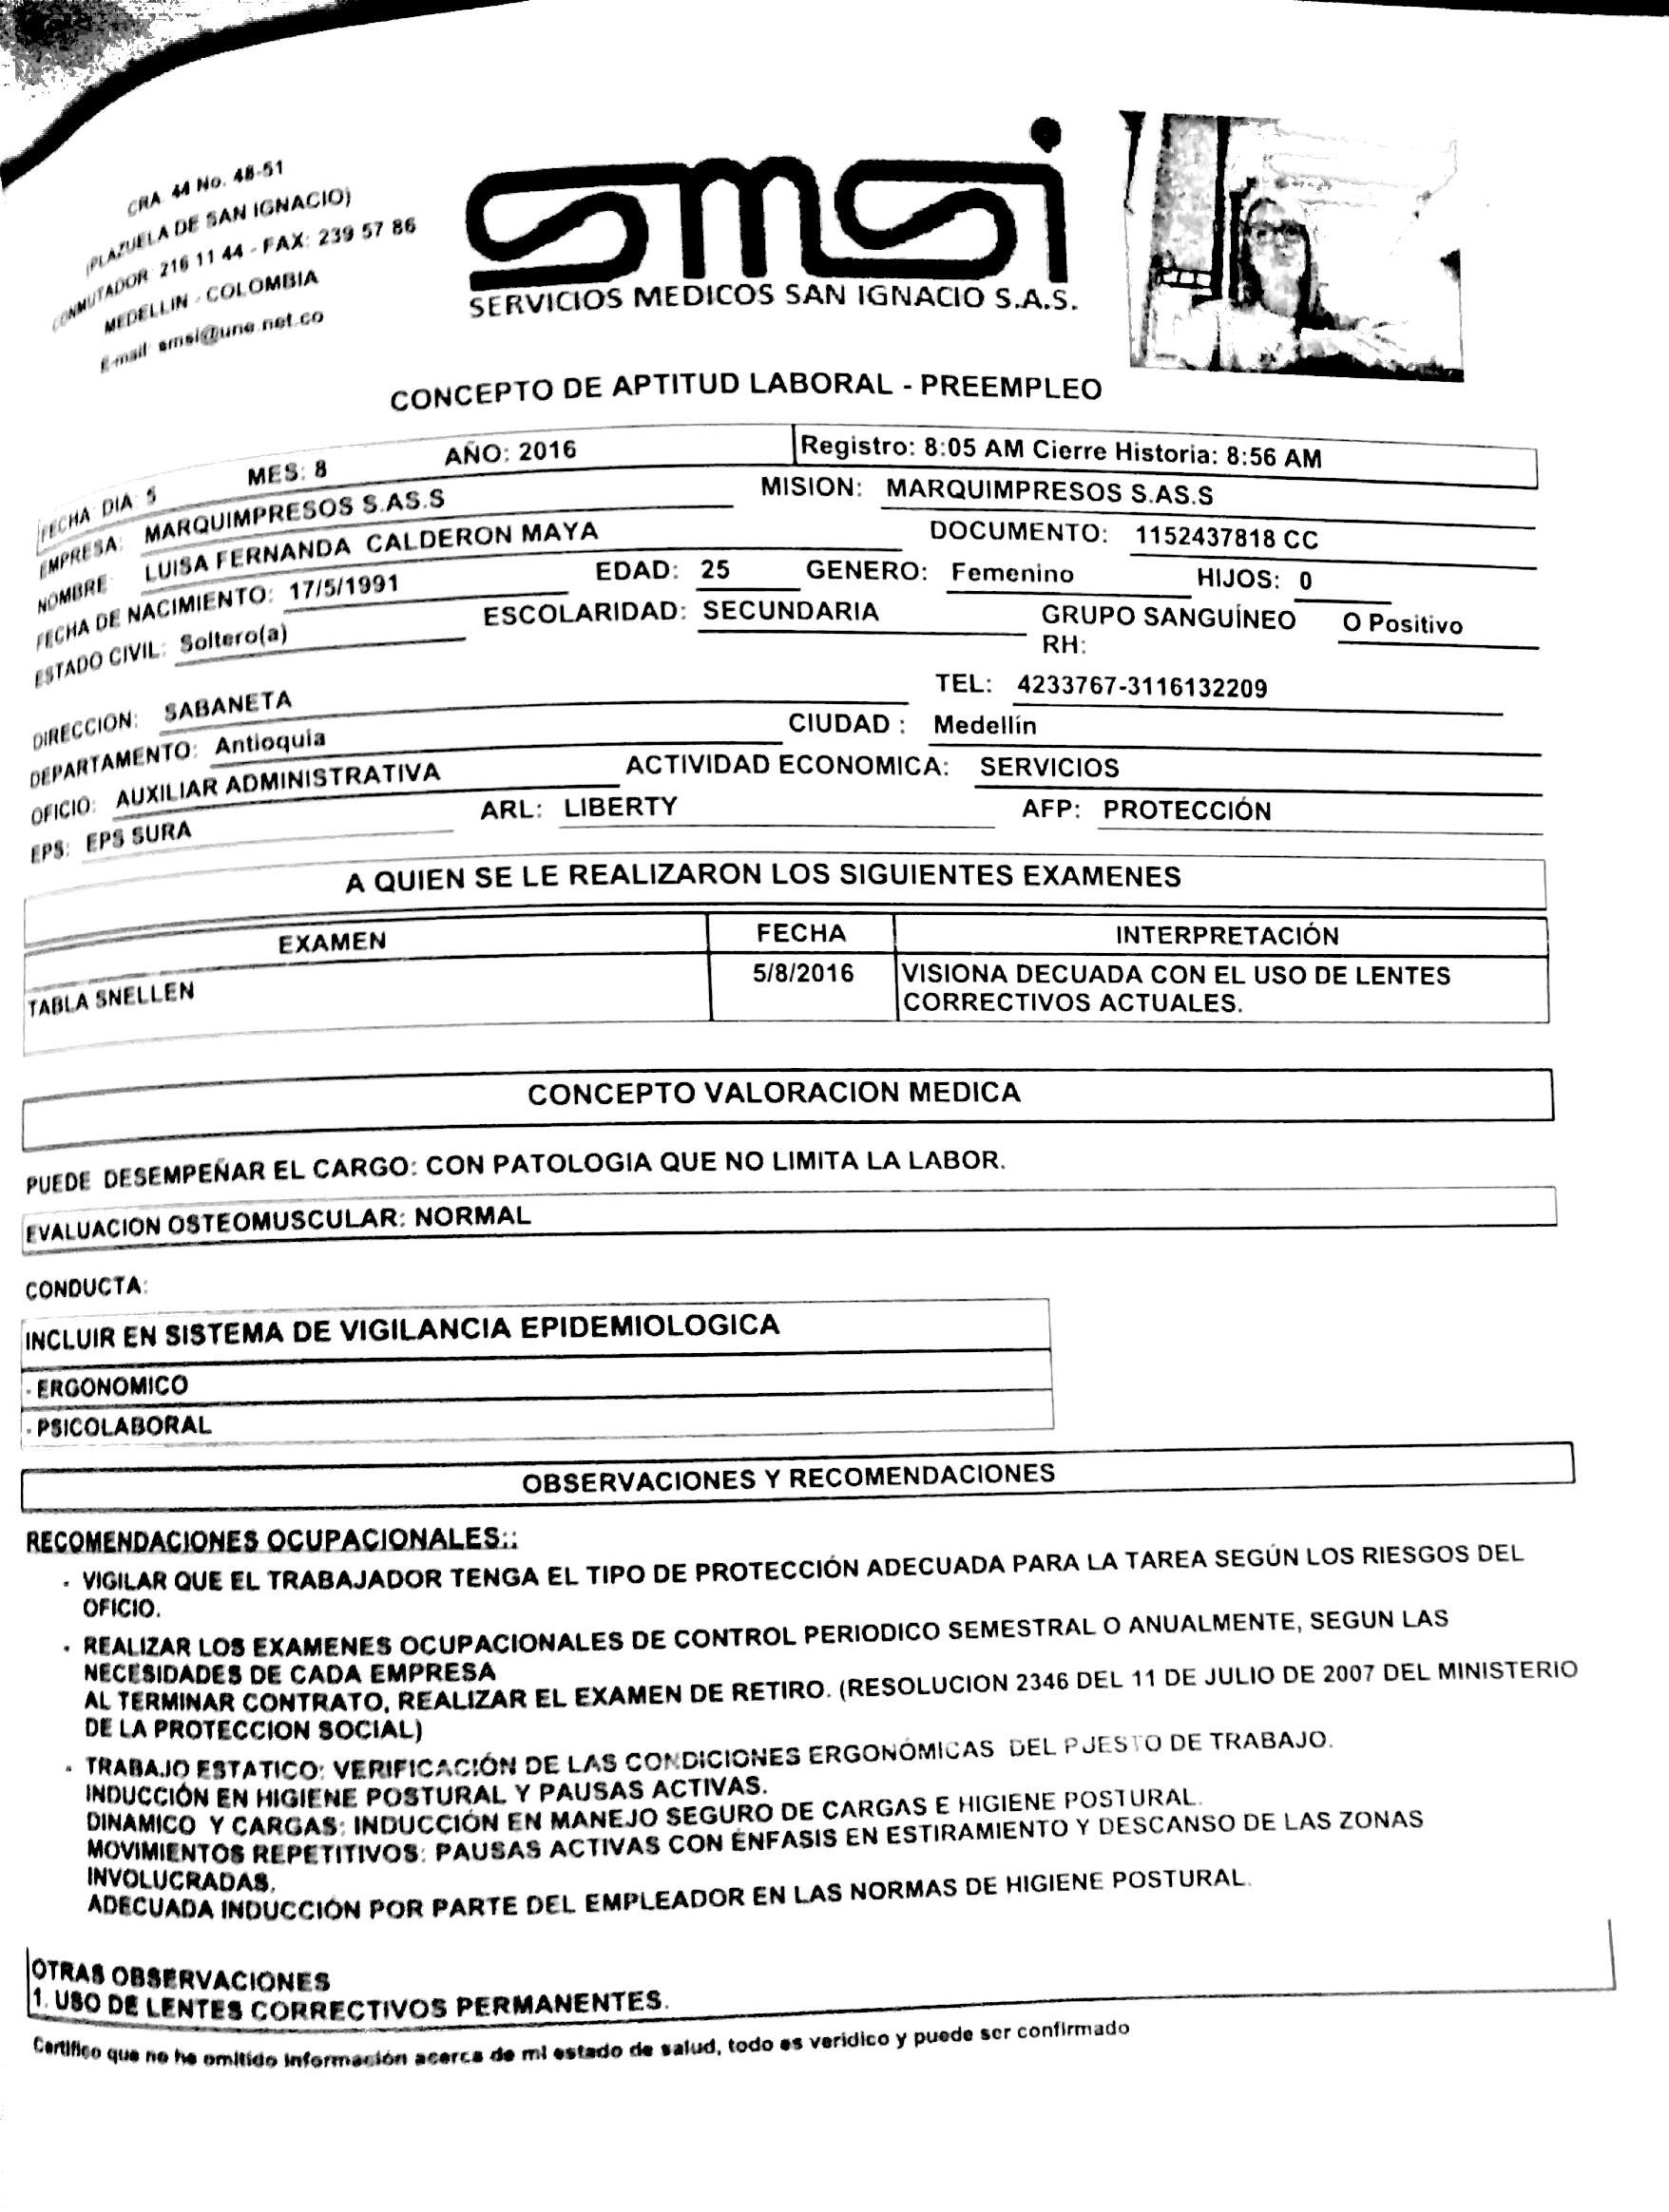 CRA. 44 No. 48-51
(PLAZUELA DE SAN IGNACIO)
CONMUTADOR: 216 11 44 - FAX: 239 57 86
MEDELLIN - COLOMBIA
E-mail: smsi@une.net.co
smsi
SERVICIOS MEDICOS SAN IGNACIO S.A.S.
CONCEPTO DE APTITUD LABORAL - PREEMPLEO
FECHA: DIA: 5 MES: 8 AÑO: 2016 Registro: 8:05 AM Cierre Historia: 8:56 AM
EMPRESA: MARQUIMPRESOS S.AS.S MISION: MARQUIMPRESOS S.AS.S
NOMBRE: LUISA FERNANDA CALDERON MAYA DOCUMENTO: 1152437818 CC
FECHA DE NACIMIENTO: 17/5/1991 EDAD: 25 GENERO: Femenino HIJOS: 0
ESTADO CIVIL: Soltero(a) ESCOLARIDAD: SECUNDARIA GRUPO SANGUÍNEO O Positivo
RH:
DIRECCION: SABANETA TEL: 4233767-3116132209
DEPARTAMENTO: Antioquia CIUDAD : Medellín
OFICIO: AUXILIAR ADMINISTRATIVA ACTIVIDAD ECONOMICA: SERVICIOS
EPS: EPS SURA ARL: LIBERTY AFP: PROTECCIÓN
A QUIEN SE LE REALIZARON LOS SIGUIENTES EXAMENES
EXAMEN FECHA INTERPRETACIÓN
TABLA SNELLEN 5/8/2016 VISIONA DECUADA CON EL USO DE LENTES
CORRECTIVOS ACTUALES.
CONCEPTO VALORACION MEDICA
PUEDE DESEMPEÑAR EL CARGO: CON PATOLOGIA QUE NO LIMITA LA LABOR.
EVALUACION OSTEOMUSCULAR: NORMAL
CONDUCTA:
INCLUIR EN SISTEMA DE VIGILANCIA EPIDEMIOLOGICA
- ERGONOMICO
- PSICOLABORAL
OBSERVACIONES Y RECOMENDACIONES
RECOMENDACIONES OCUPACIONALES::
- VIGILAR QUE EL TRABAJADOR TENGA EL TIPO DE PROTECCIÓN ADECUADA PARA LA TAREA SEGÚN LOS RIESGOS DEL
OFICIO.
- REALIZAR LOS EXAMENES OCUPACIONALES DE CONTROL PERIODICO SEMESTRAL O ANUALMENTE, SEGUN LAS
NECESIDADES DE CADA EMPRESA
AL TERMINAR CONTRATO, REALIZAR EL EXAMEN DE RETIRO. (RESOLUCION 2346 DEL 11 DE JULIO DE 2007 DEL MINISTERIO
DE LA PROTECCION SOCIAL)
- TRABAJO ESTATICO: VERIFICACIÓN DE LAS CONDICIONES ERGONÓMICAS DEL PUESTO DE TRABAJO.
INDUCCIÓN EN HIGIENE POSTURAL Y PAUSAS ACTIVAS.
DINAMICO Y CARGAS: INDUCCIÓN EN MANEJO SEGURO DE CARGAS E HIGIENE POSTURAL.
MOVIMIENTOS REPETITIVOS: PAUSAS ACTIVAS CON ÉNFASIS EN ESTIRAMIENTO Y DESCANSO DE LAS ZONAS
INVOLUCRADAS.
ADECUADA INDUCCIÓN POR PARTE DEL EMPLEADOR EN LAS NORMAS DE HIGIENE POSTURAL.
OTRAS OBSERVACIONES
1. USO DE LENTES CORRECTIVOS PERMANENTES.
Certifico que no he omitido información acerca de mi estado de salud, todo es verídico y puede ser confirmado